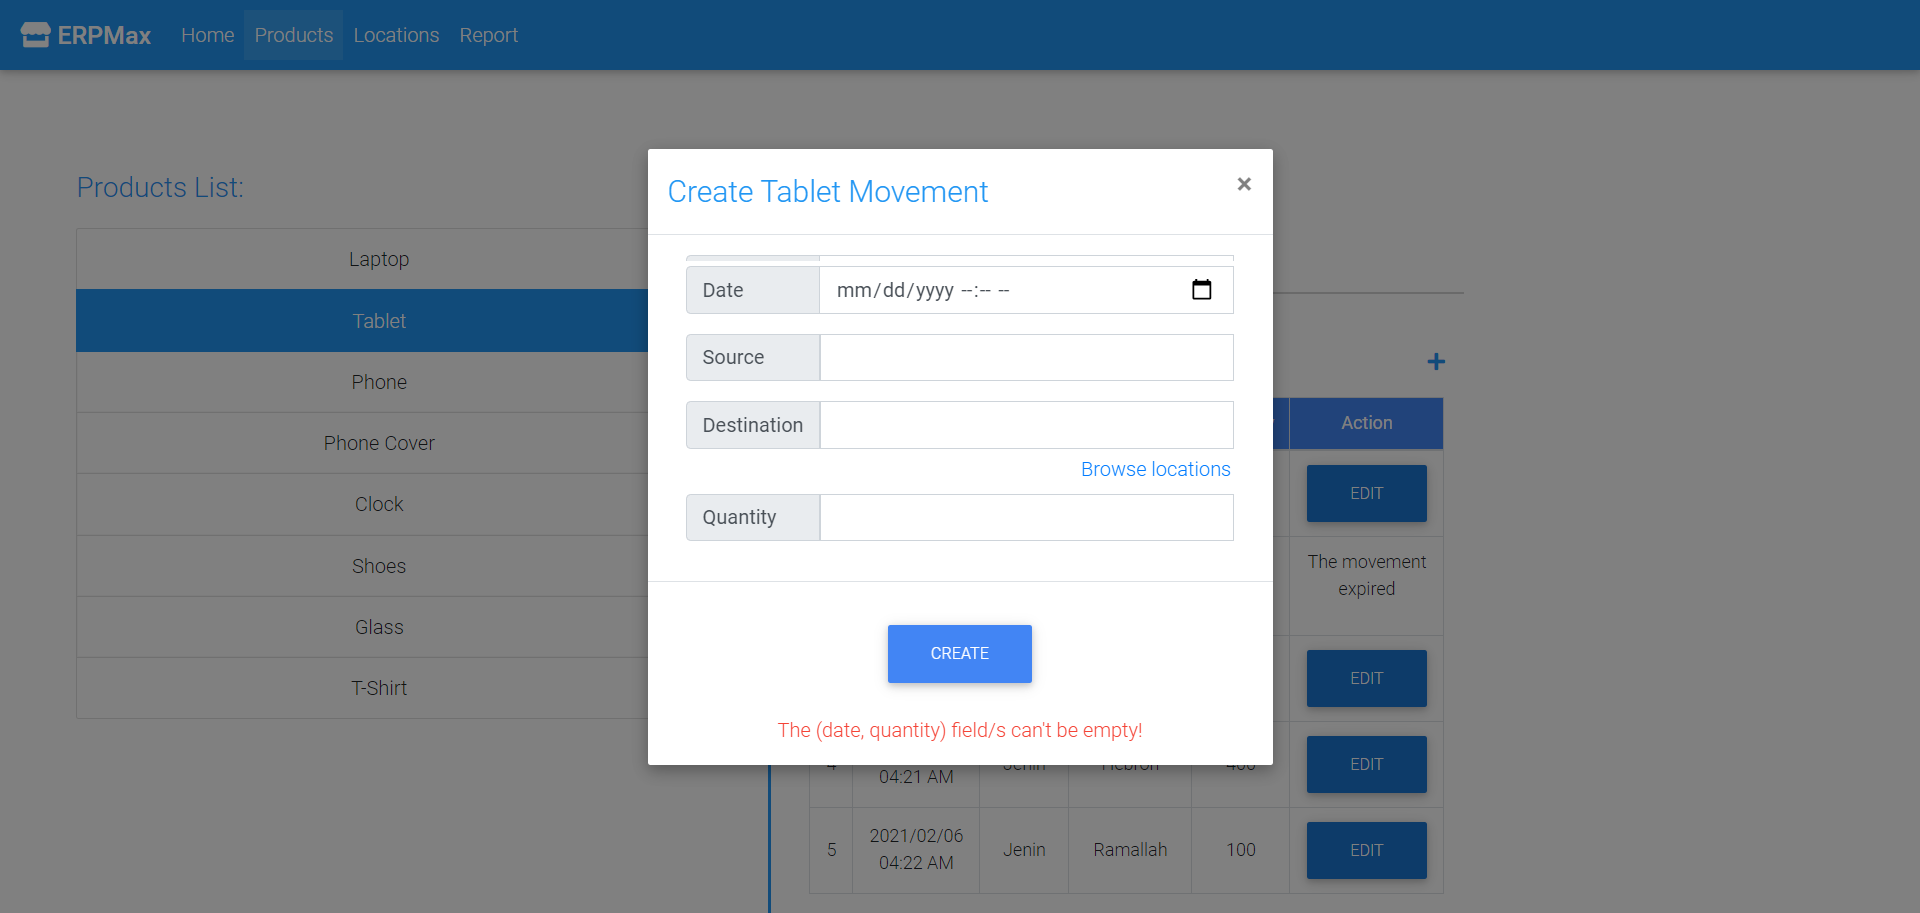 ERPMax Home Products Locations Report
Products List:
Laptop
Tablet
Phone
Phone Cover
Clock
Shoes
Glass
T-Shirt
Create Tablet Movement
×
Date mm/dd/yyyy --:-- --
Source
Destination
Browse locations
Quantity
CREATE
The (date, quantity) field/s can't be empty!
+
Action
EDIT
The movement
expired
EDIT
04:21 AM Jenin Hebron 400 EDIT
5 2021/02/06
04:22 AM Jenin Ramallah 100 EDIT